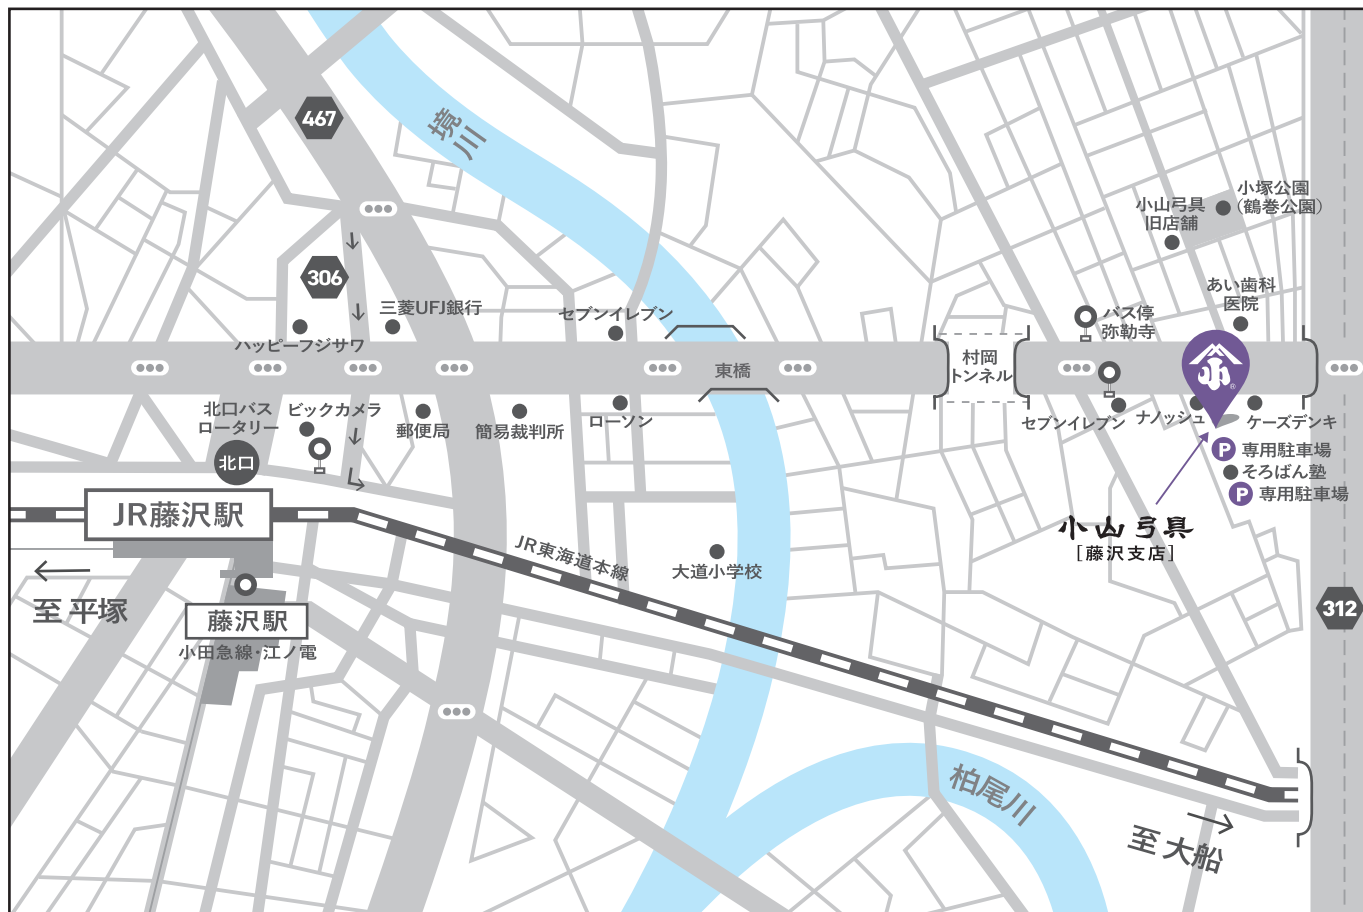 467
境川
小塚公園
(鶴巻公園)
小山弓具
旧店舗
306
三菱UFJ銀行
セブンイレブン
あい歯科
医院
バス停
弥勒寺
ハッピーフジサワ
東橋
村岡
トンネル
小
®
北口バス
ロータリー
ビックカメラ
郵便局
簡易裁判所
ローソン
セブンイレブン
ナノッシュ
ケーズデンキ
P 専用駐車場
そろばん塾
P 専用駐車場
北口
JR藤沢駅
小山弓具
[藤沢支店]
JR東海道本線
大道小学校
至 平塚
藤沢駅
小田急線・江ノ電
312
柏尾川
至 大船